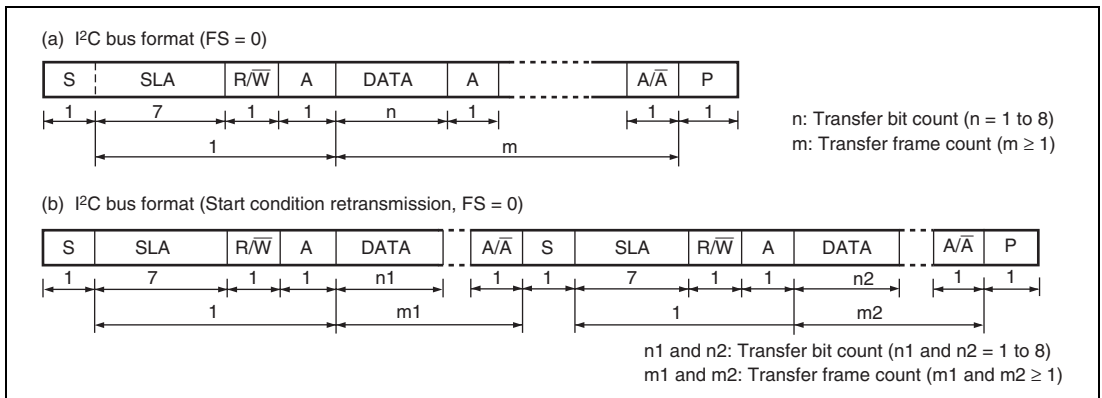 (a) I²C bus format (FS = 0)
S SLA R/W̅ A DATA A A/A̅ P
1 7 1 1 n 1 1 1
1 m
n: Transfer bit count (n = 1 to 8)
m: Transfer frame count (m ≥ 1)
(b) I²C bus format (Start condition retransmission, FS = 0)
S SLA R/W̅ A DATA A/A̅ S SLA R/W̅ A DATA A/A̅ P
1 7 1 1 n1 1 1 7 1 1 n2 1 1
1 m1 1 m2
n1 and n2: Transfer bit count (n1 and n2 = 1 to 8)
m1 and m2: Transfer frame count (m1 and m2 ≥ 1)